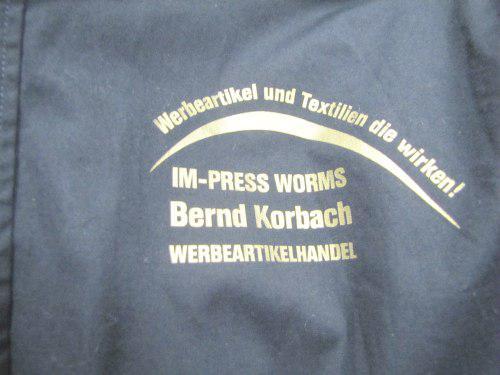 Werbeartikel und Textilien die wirken!
IM-PRESS WORMS
Bernd Korbach
WERBEARTIKELHANDEL